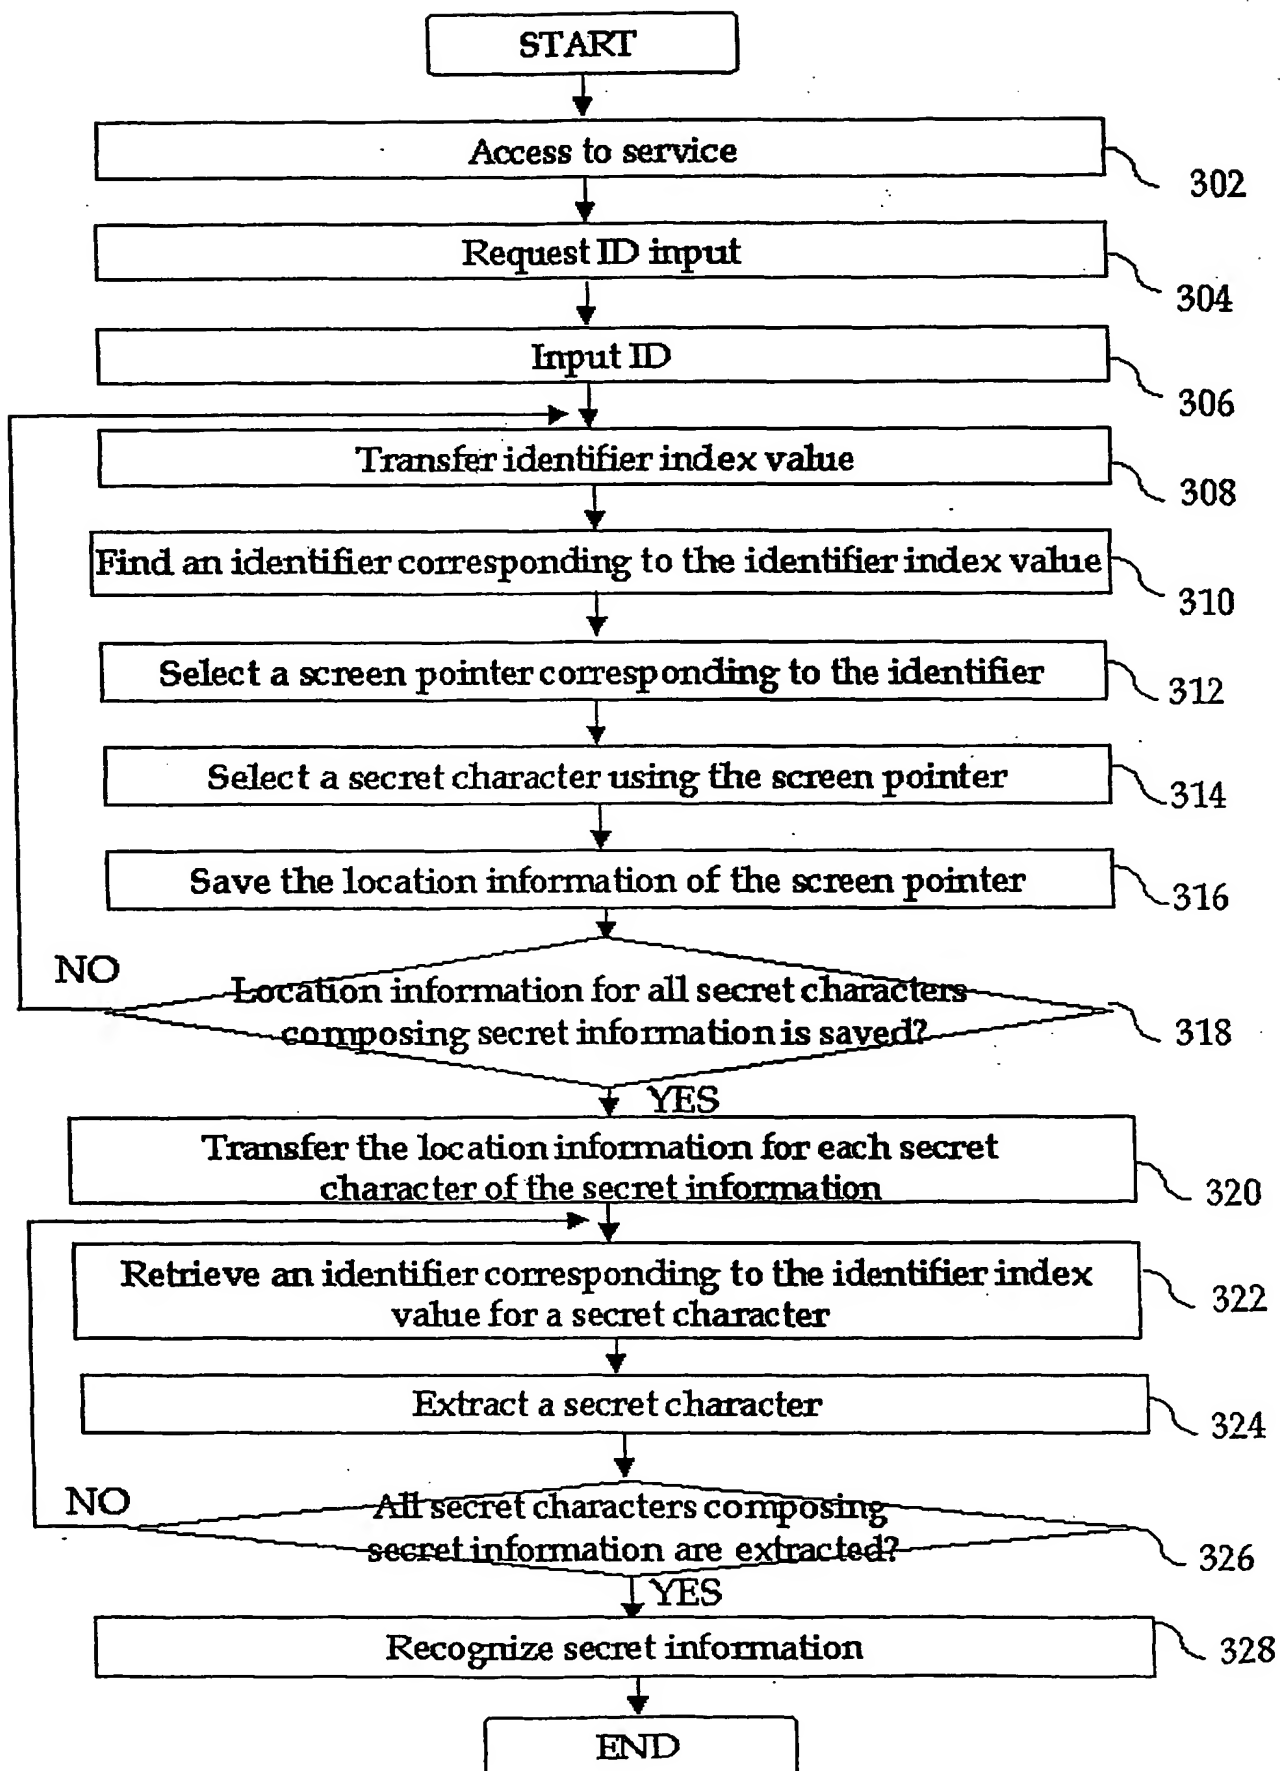 START
Access to service
302
Request ID input
304
Input ID
306
Transfer identifier index value
308
Find an identifier corresponding to the identifier index value
310
Select a screen pointer corresponding to the identifier
312
Select a secret character using the screen pointer
314
Save the location information of the screen pointer
316
NO
Location information for all secret characters
composing secret information is saved?
318
YES
Transfer the location information for each secret
character of the secret information
320
Retrieve an identifier corresponding to the identifier index
value for a secret character
322
Extract a secret character
324
NO
All secret characters composing
secret information are extracted?
326
YES
Recognize secret information
328
END